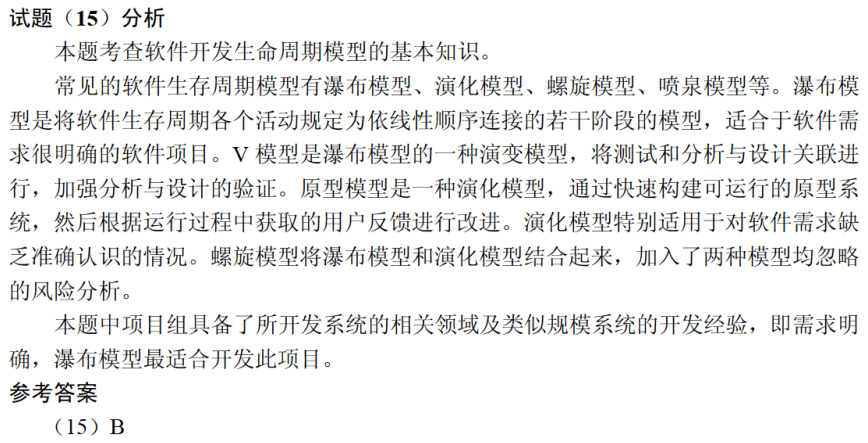 试题（15）分析
本题考查软件开发生命周期模型的基本知识。
常见的软件生存周期模型有瀑布模型、演化模型、螺旋模型、喷泉模型等。瀑布模
型是将软件生存周期各个活动规定为依线性顺序连接的若干阶段的模型，适合于软件需
求很明确的软件项目。V 模型是瀑布模型的一种演变模型，将测试和分析与设计关联进
行，加强分析与设计的验证。原型模型是一种演化模型，通过快速构建可运行的原型系
统，然后根据运行过程中获取的用户反馈进行改进。演化模型特别适用于对软件需求缺
乏准确认识的情况。螺旋模型将瀑布模型和演化模型结合起来，加入了两种模型均忽略
的风险分析。
本题中项目组具备了所开发系统的相关领域及类似规模系统的开发经验，即需求明
确，瀑布模型最适合开发此项目。
参考答案
（15）B